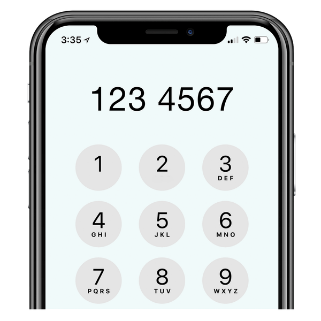 3:35
123 4567
1 2 3
DEF
4 5 6
GHI JKL MNO
7 8 9
PQRS TUV WXYZ